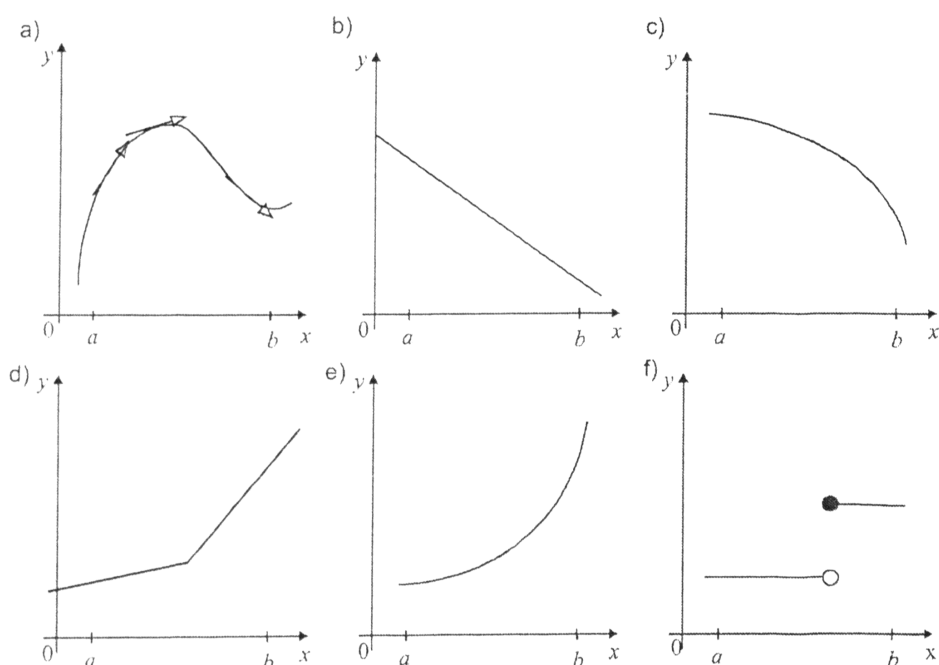 a) b) c)
y y y
0 a b x 0 a b x 0 a b x
d) e) f)
y y y
0 a b x 0 a b x 0 a b x